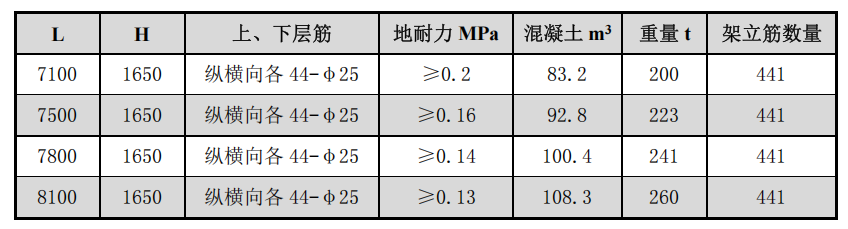 L H 上、下层筋 地耐力 MPa 混凝土 m³ 重量 t 架立筋数量
7100 1650 纵横向各 44-φ25 ≥0.2 83.2 200 441
7500 1650 纵横向各 44-φ25 ≥0.16 92.8 223 441
7800 1650 纵横向各 44-φ25 ≥0.14 100.4 241 441
8100 1650 纵横向各 44-φ25 ≥0.13 108.3 260 441